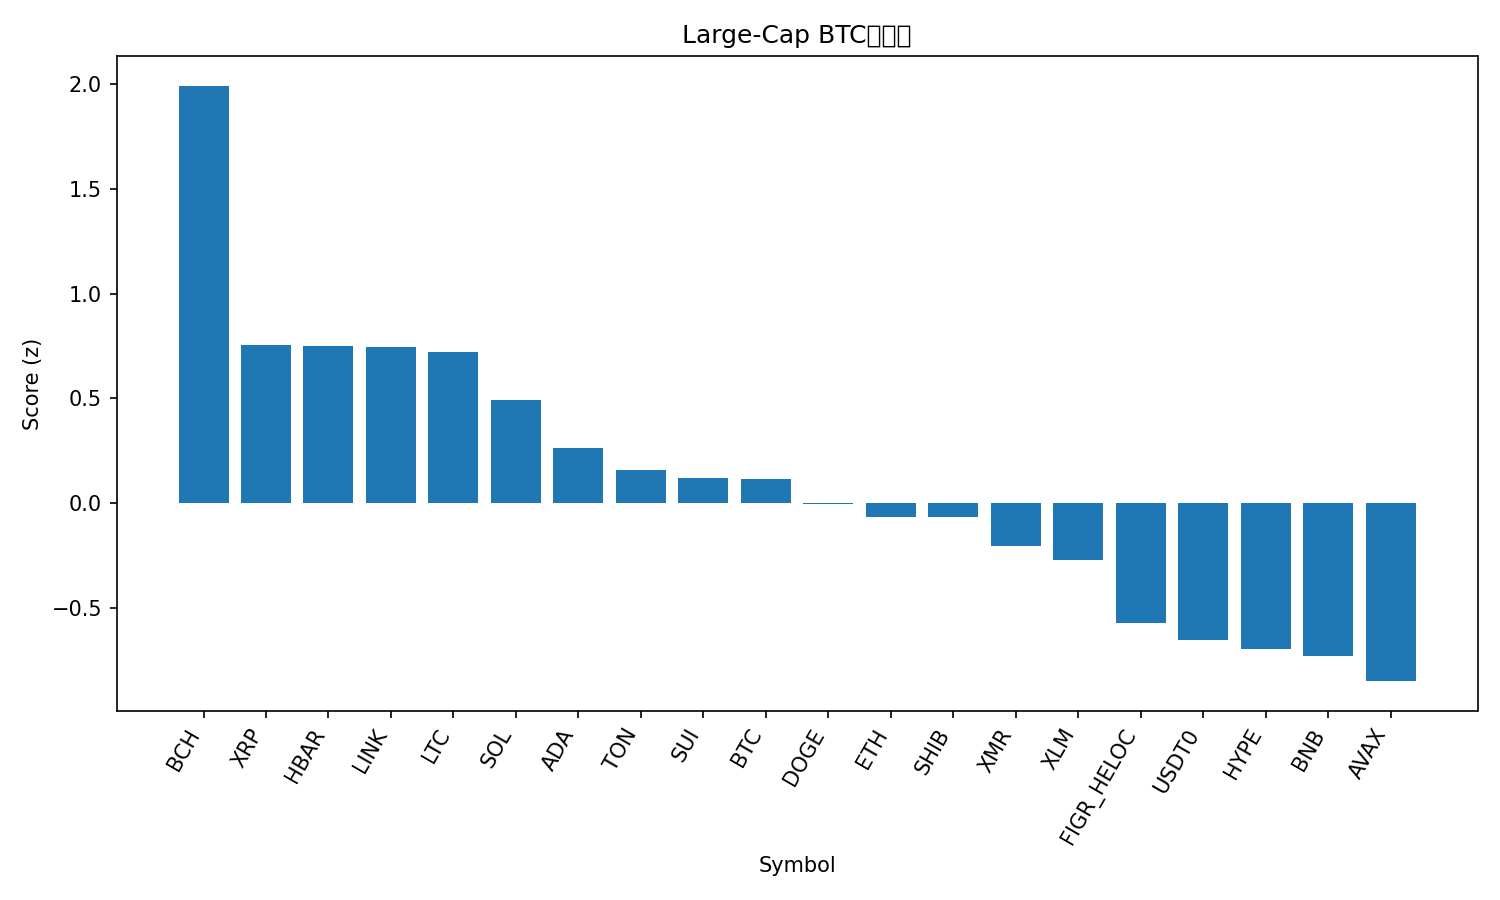 Large-Cap BTC
Score (z)
2.0
1.5
1.0
0.5
0.0
−0.5
BCH
XRP
HBAR
LINK
LTC
SOL
ADA
TON
SUI
BTC
DOGE
ETH
SHIB
XMR
XLM
FIGR_HELOC
USDT0
HYPE
BNB
AVAX
Symbol